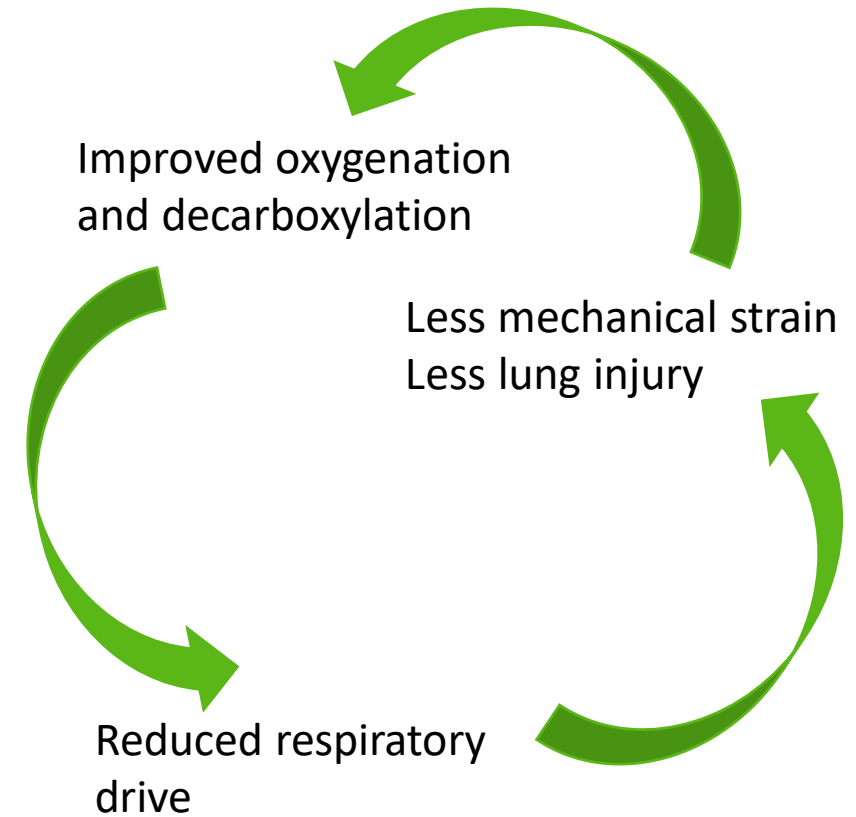 Improved oxygenation
and decarboxylation
Less mechanical strain
Less lung injury
Reduced respiratory
drive